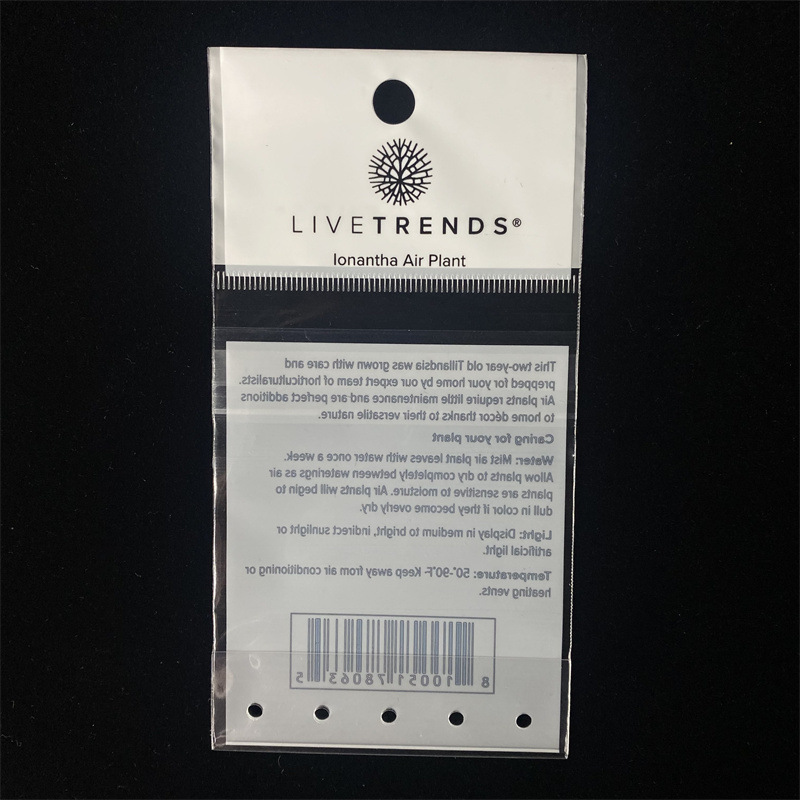 LIVETRENDS®
Ionantha Air Plant
This two-year old Tillandsia was grown with care and
prepped for your home by our expert team of horticulturalists.
Air plants require little maintenance and are perfect additions
to home décor thanks to their versatile nature.
Caring for your plant
Water: Mist air plant leaves with water once a week.
Allow plants to dry completely between waterings as air
plants are sensitive to moisture. Air plants will begin to
dull in color if they become overly dry.
Light: Display in medium to bright, indirect sunlight or
artificial light.
Temperature: 50°-90°F Keep away from air conditioning or
heating vents.
8 10051 78063 5